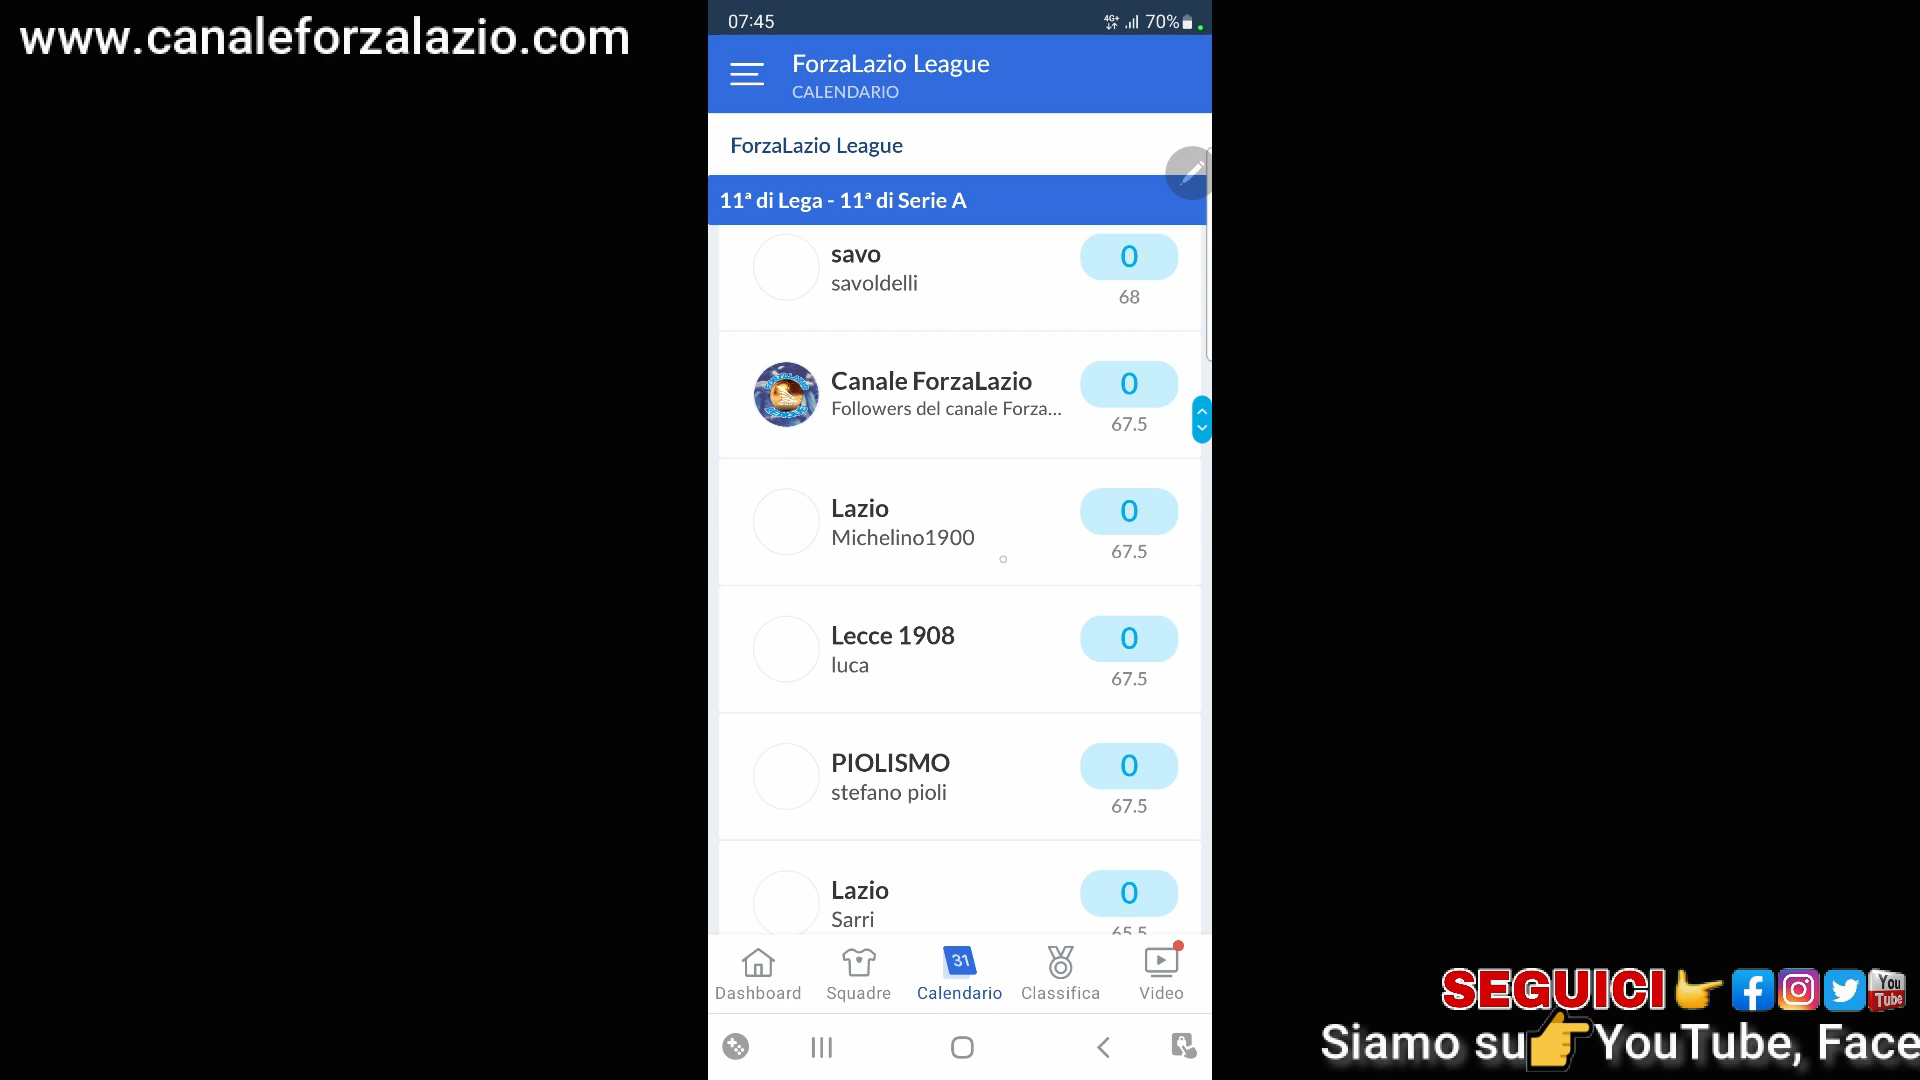 www.canaleforzalazio.com
07:45
4G+ 70%
ForzaLazio League
CALENDARIO
ForzaLazio League
11ª di Lega - 11ª di Serie A
savo
savoldelli
0
68
Canale ForzaLazio
Followers del canale Forza...
0
67.5
Lazio
Michelino1900
0
67.5
Lecce 1908
luca
0
67.5
PIOLISMO
stefano pioli
0
67.5
Lazio
Sarri
0
65.5
Dashboard
Squadre
31
Calendario
Classifica
Video
SEGUICI
You
Tube
Siamo su YouTube, Face